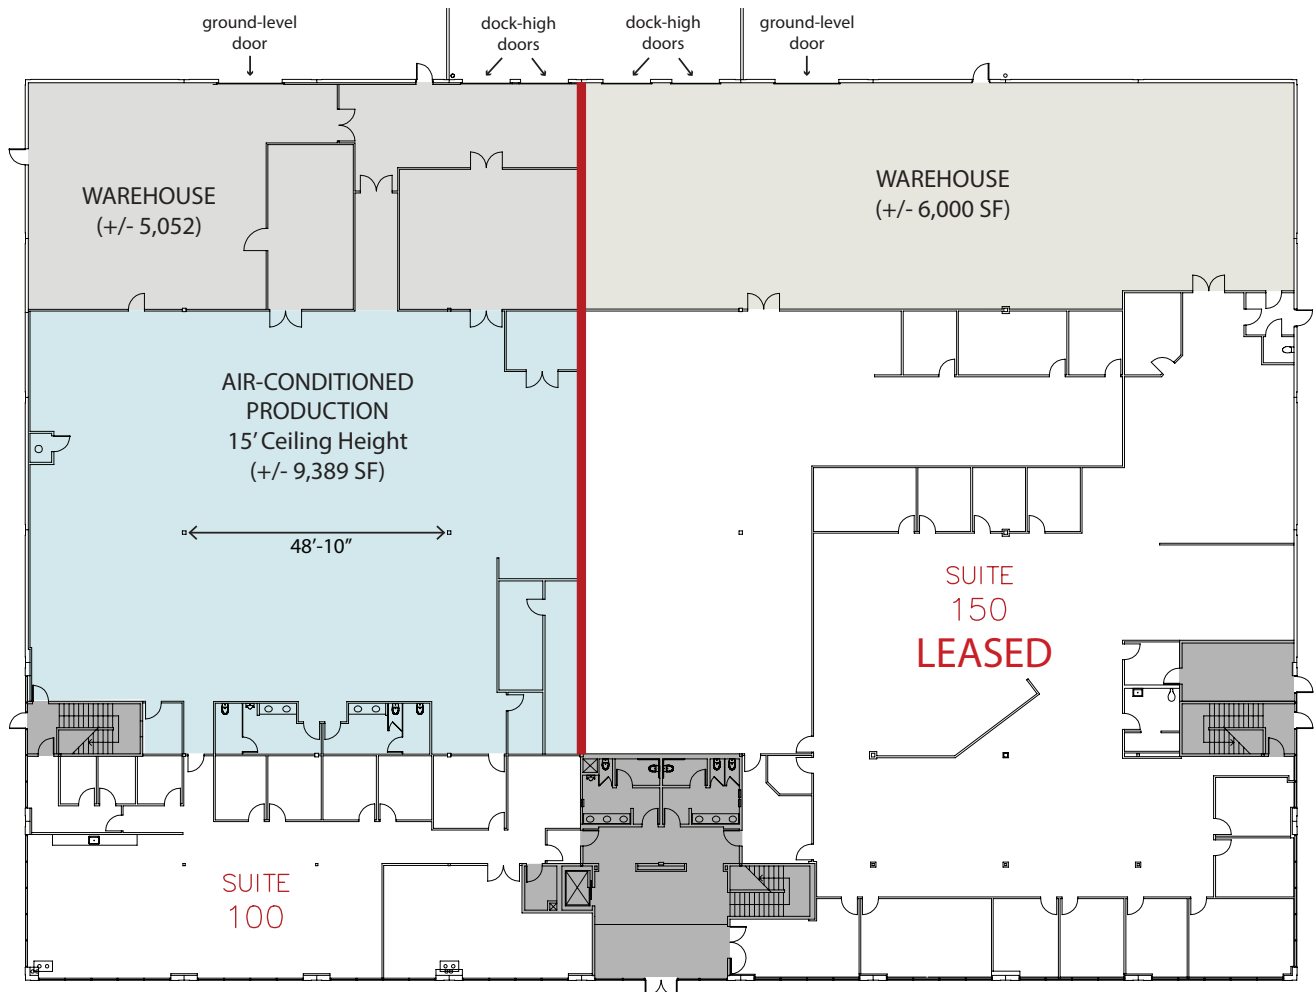 ground-level
door
dock-high
doors
dock-high
doors
ground-level
door
WAREHOUSE
(+/- 5,052)
WAREHOUSE
(+/- 6,000 SF)
AIR-CONDITIONED
PRODUCTION
15’ Ceiling Height
(+/- 9,389 SF)
48’-10”
SUITE
150
LEASED
SUITE
100